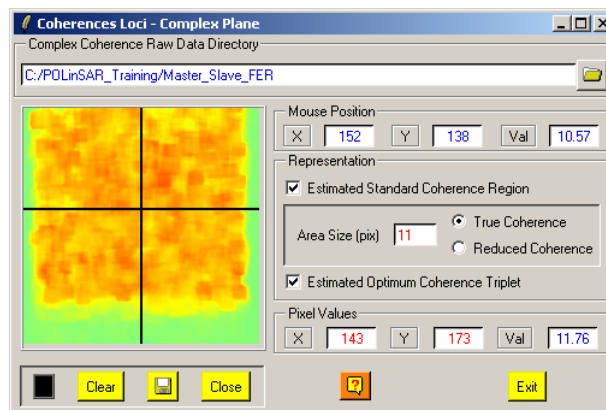 Coherences Loci - Complex Plane
Complex Coherence Raw Data Directory
C:/POLinSAR_Training/Master_Slave_FER
Mouse Position
X 152 Y 138 Val 10.57
Representation
Estimated Standard Coherence Region
Area Size (pix) 11
True Coherence
Reduced Coherence
Estimated Optimum Coherence Triplet
Pixel Values
X 143 Y 173 Val 11.76
Clear Close ? Exit